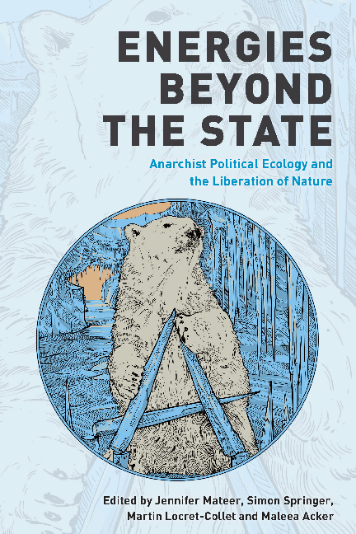 ENERGIES
BEYOND
THE STATE
Anarchist Political Ecology and
the Liberation of Nature
Edited by Jennifer Mateer, Simon Springer,
Martin Locret-Collet and Maleea Acker